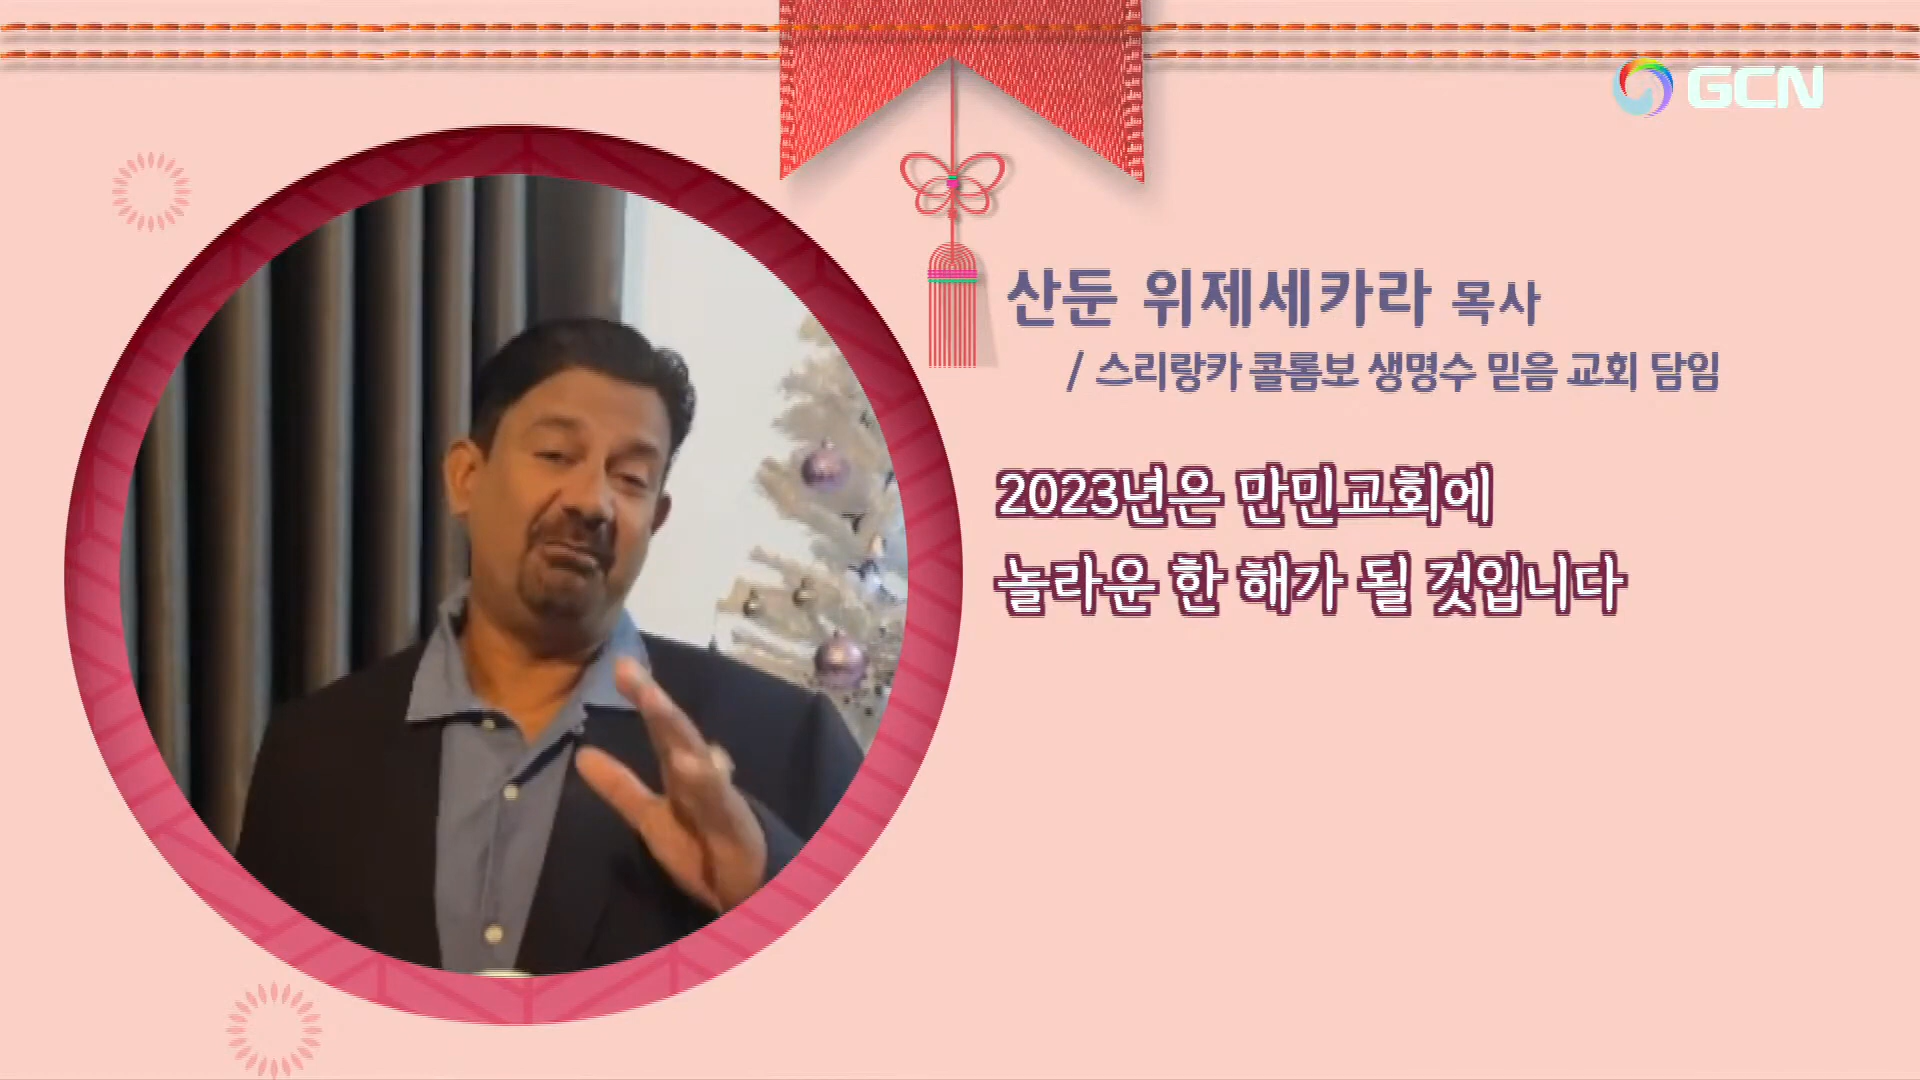 GCN
산둔 위제세카라 목사
/ 스리랑카 콜롬보 생명수 믿음 교회 담임
2023년은 만민교회에
놀라운 한 해가 될 것입니다